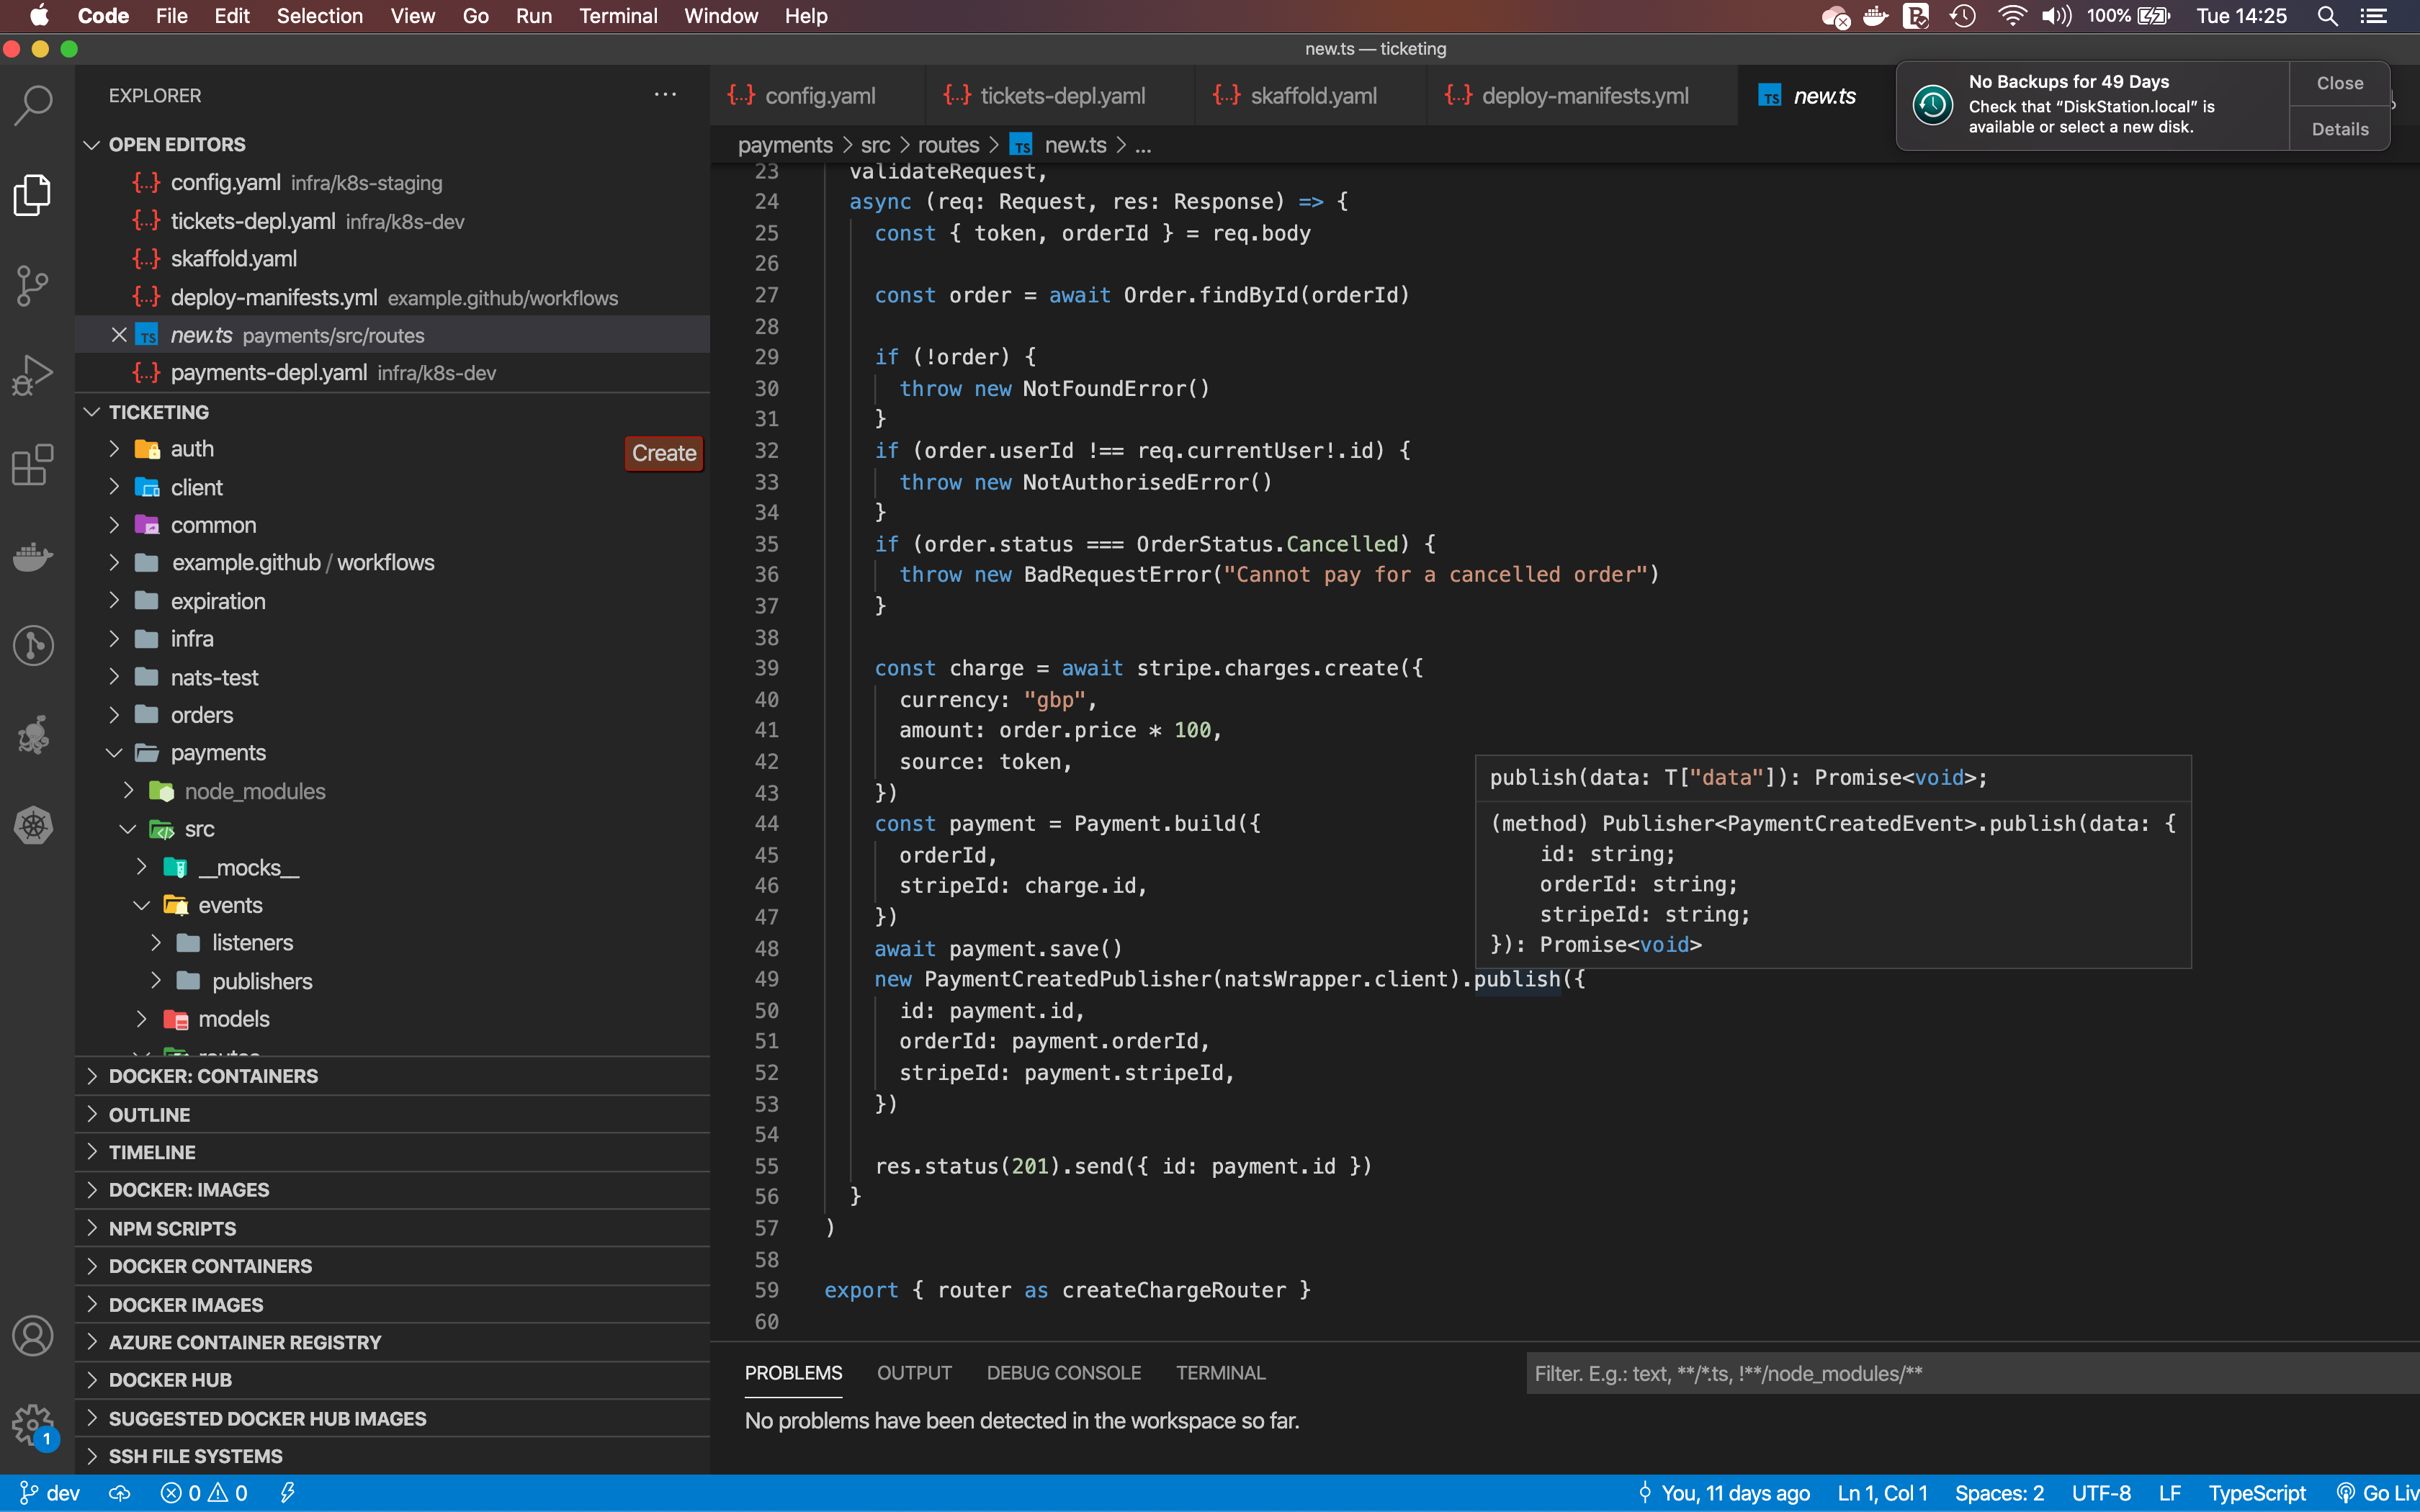 Code File Edit Selection View Go Run Terminal Window Help
100% Tue 14:25
new.ts — ticketing
EXPLORER
OPEN EDITORS
{..} config.yaml infra/k8s-staging
{..} tickets-depl.yaml infra/k8s-dev
{..} skaffold.yaml
{..} deploy-manifests.yml example.github/workflows
TS new.ts payments/src/routes
{..} payments-depl.yaml infra/k8s-dev
TICKETING
auth
Create
client
common
example.github / workflows
expiration
infra
nats-test
orders
payments
node_modules
src
__mocks__
events
listeners
publishers
models
routes
DOCKER: CONTAINERS
OUTLINE
TIMELINE
DOCKER: IMAGES
NPM SCRIPTS
DOCKER CONTAINERS
DOCKER IMAGES
AZURE CONTAINER REGISTRY
DOCKER HUB
SUGGESTED DOCKER HUB IMAGES
SSH FILE SYSTEMS
1
{..} config.yaml {..} tickets-depl.yaml {..} skaffold.yaml {..} deploy-manifests.yml TS new.ts
No Backups for 49 Days
Check that “DiskStation.local” is
available or select a new disk.
Close
Details
payments > src > routes > TS new.ts > ...
23 validateRequest,
24 async (req: Request, res: Response) => {
25 const { token, orderId } = req.body
26
27 const order = await Order.findById(orderId)
28
29 if (!order) {
30 throw new NotFoundError()
31 }
32 if (order.userId !== req.currentUser!.id) {
33 throw new NotAuthorisedError()
34 }
35 if (order.status === OrderStatus.Cancelled) {
36 throw new BadRequestError("Cannot pay for a cancelled order")
37 }
38
39 const charge = await stripe.charges.create({
40 currency: "gbp",
41 amount: order.price * 100,
42 source: token,
43 })
44 const payment = Payment.build({
45 orderId,
46 stripeId: charge.id,
47 })
48 await payment.save()
49 new PaymentCreatedPublisher(natsWrapper.client).publish({
50 id: payment.id,
51 orderId: payment.orderId,
52 stripeId: payment.stripeId,
53 })
54
55 res.status(201).send({ id: payment.id })
56 }
57 )
58
59 export { router as createChargeRouter }
60
publish(data: T["data"]): Promise<void>;
(method) Publisher<PaymentCreatedEvent>.publish(data: {
id: string;
orderId: string;
stripeId: string;
}): Promise<void>
PROBLEMS OUTPUT DEBUG CONSOLE TERMINAL
Filter. E.g.: text, **/*.ts, !**/node_modules/**
No problems have been detected in the workspace so far.
dev 0 0
You, 11 days ago Ln 1, Col 1 Spaces: 2 UTF-8 LF TypeScript Go Liv